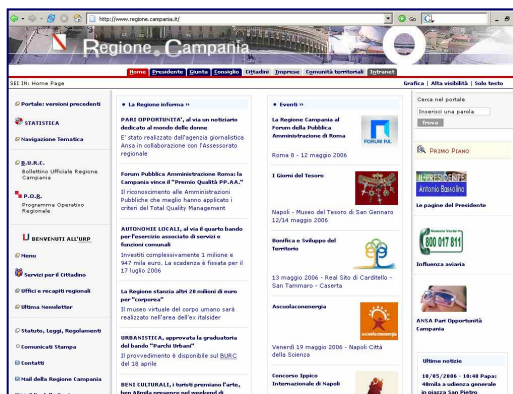 http://www.regione.campania.it/
Go
G
Regione Campania
Home Presidente Giunta Consiglio Cittadini Imprese Comunità territoriali Intranet
SEI IN: Home Page
Grafica | Alta visibilità | Solo testo
Portale: versioni precedenti
STATISTICA
Navigazione Tematica
B.U.R.C.
Bollettino Ufficiale Regione
Campania
P.O.R.
Programma Operativo
Regionale
BENVENUTI ALL'URP
Menu
Servizi per il Cittadino
Uffici e recapiti regionali
Ultima Newsletter
Statuto, Leggi, Regolamenti
Comunicati Stampa
Contatti
Mail della Regione Campania
La Regione informa »
PARI OPPORTUNITA', al via un notiziario
dedicato al mondo delle donne
E' stato realizzato dall'agenzia giornalistica
Ansa in collaborazione con l'Assessorato
regionale
Forum Pubblica Amministrazione Roma: la
Campania vince il "Premio Qualità PP.AA."
Il riconoscimento alle Amministrazioni
Pubbliche che meglio hanno applicato i
criteri del Total Quality Management
AUTONOMIE LOCALI, al via il quarto bando
per l'esercizio associato di servizi e
funzioni comunali
Investiti complessivamente 1 milione e
947 mila euro. La scadenza è fissata per il
17 luglio 2006
La Regione stanzia altri 20 milioni di euro
per "corporea"
Il museo virtuale del corpo umano sarà
realizzato nell'area dell'ex italsider
URBANISTICA, approvata la graduatoria
del bando "Parchi Urbani"
Il provvedimento è disponibile sul BURC
del 18 aprile
BENI CULTURALI, i turisti premiano l'arte,
ben 48mila presenze nel weekend di
Eventi »
La Regione Campania al
Forum della Pubblica
Amministrazione di Roma
FORUM P.A.
Roma 8 - 12 maggio 2006
I Giorni del Tesoro
Napoli - Museo del Tesoro di San Gennaro
12/14 maggio 2006
Bonifica e Sviluppo del
Territorio
13 maggio 2006 - Real Sito di Carditello -
San Tammaro - Caserta
Ascuolaconenergia
ascuolaconenergia
Venerdì 19 maggio 2006 - Napoli Città
della Scienza
Concorso Ippico
Internazionale di Napoli
Cerca nel portale
Inserisci una parola
Trova
PRIMO PIANO
IL PRESIDENTE
Antonio Bassolino
Le pagine del Presidente
800 017 811
Influenza aviaria
ANSA Pari Opportunità
Campania
Ultime notizie
10/05/2006 - 10:48 Papa:
40mila a udienza generale
in piazza San Pietro